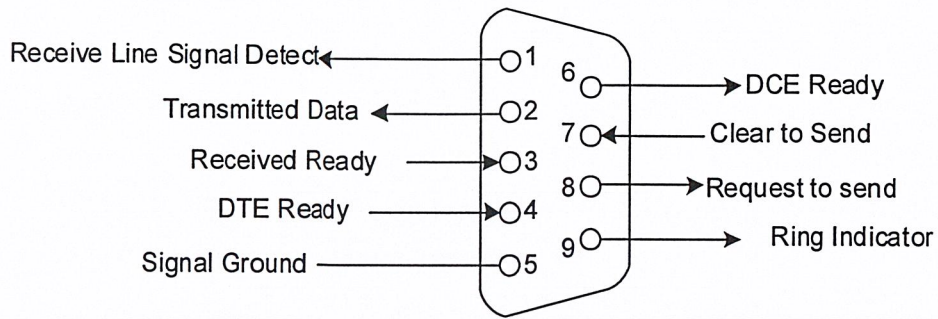 Receive Line Signal Detect 1
Transmitted Data 2
Received Ready 3
DTE Ready 4
Signal Ground 5
6 DCE Ready
7 Clear to Send
8 Request to send
9 Ring Indicator